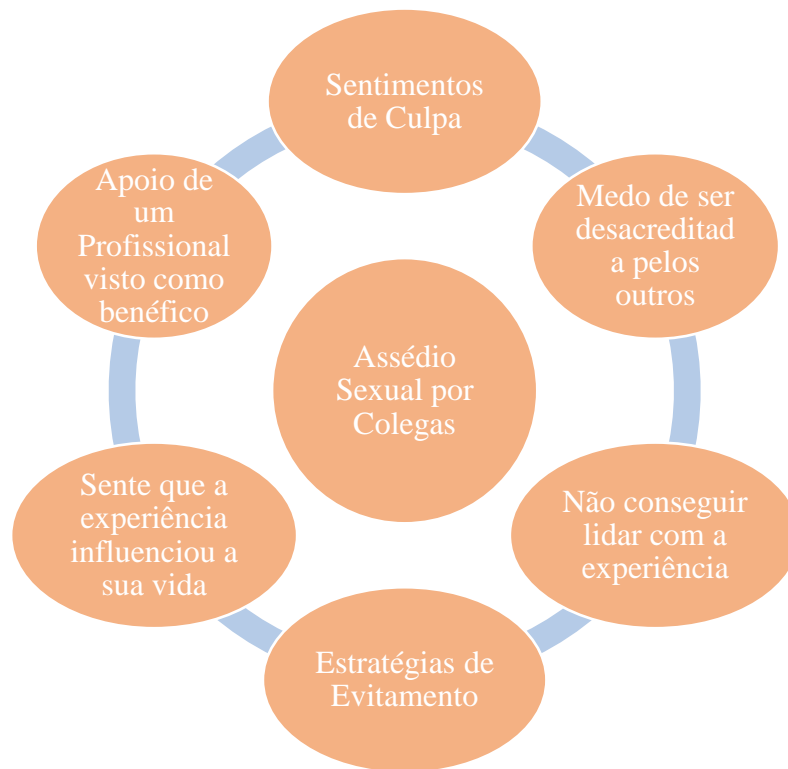 Sentimentos
de Culpa
Medo de ser
desacreditad
a pelos
outros
Não conseguir
lidar com a
experiência
Estratégias de
Evitamento
Sente que a
experiência
influenciou a
sua vida
Apoio de
um
Profissional
visto como
benéfico
Assédio
Sexual por
Colegas